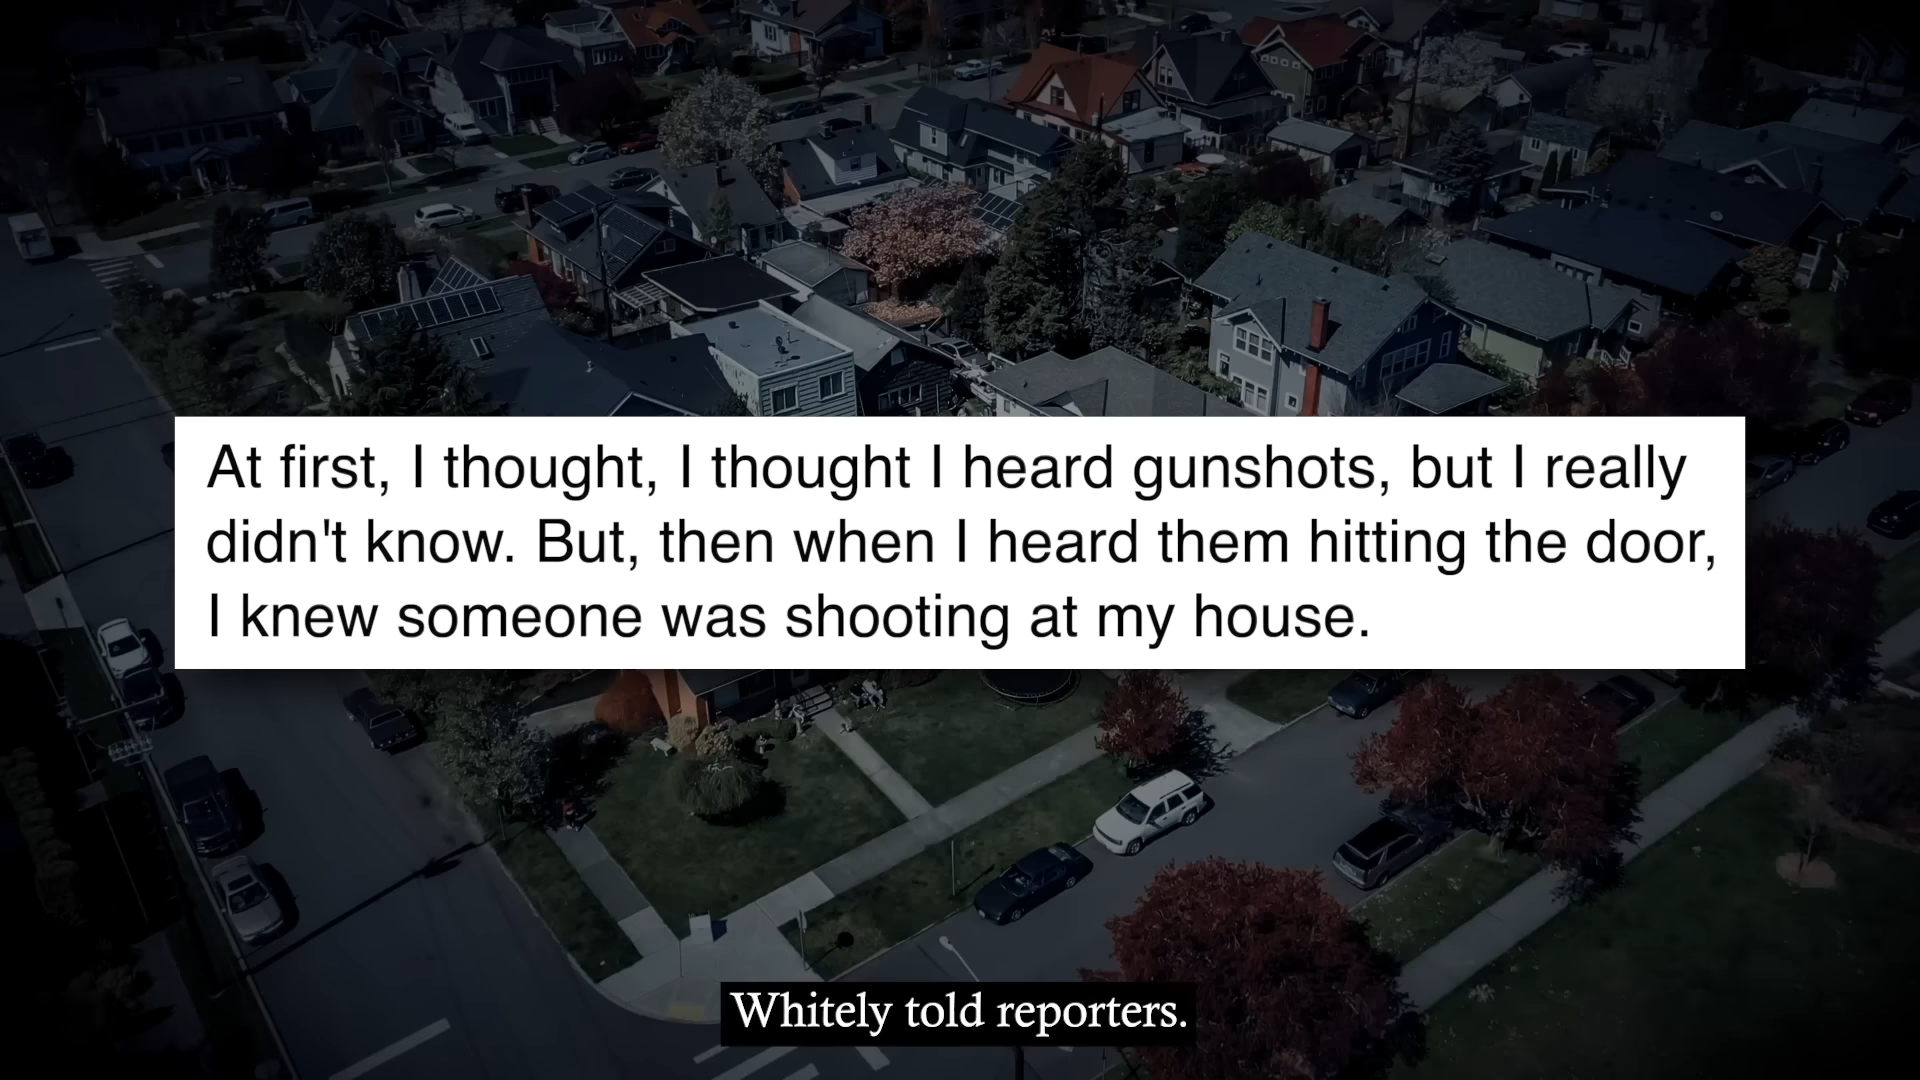 At first, I thought, I thought I heard gunshots, but I really
didn't know. But, then when I heard them hitting the door,
I knew someone was shooting at my house.
Whitely told reporters.